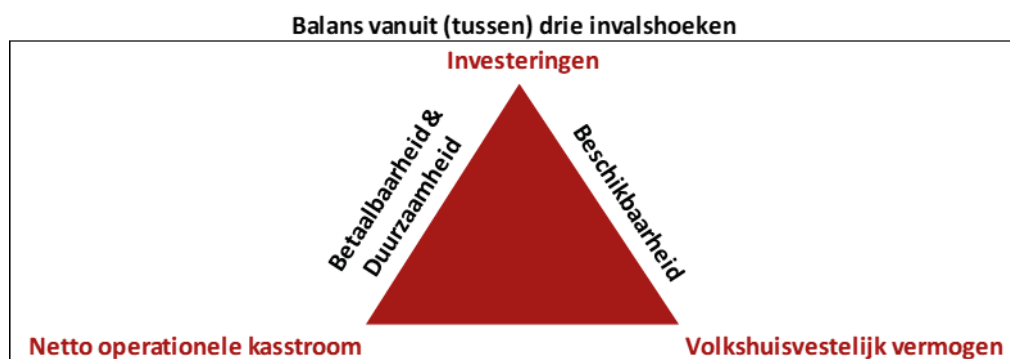 Balans vanuit (tussen) drie invalshoeken
Investeringen
Betaalbaarheid &
Duurzaamheid
Beschikbaarheid
Netto operationele kasstroom
Volkshuisvestelijk vermogen